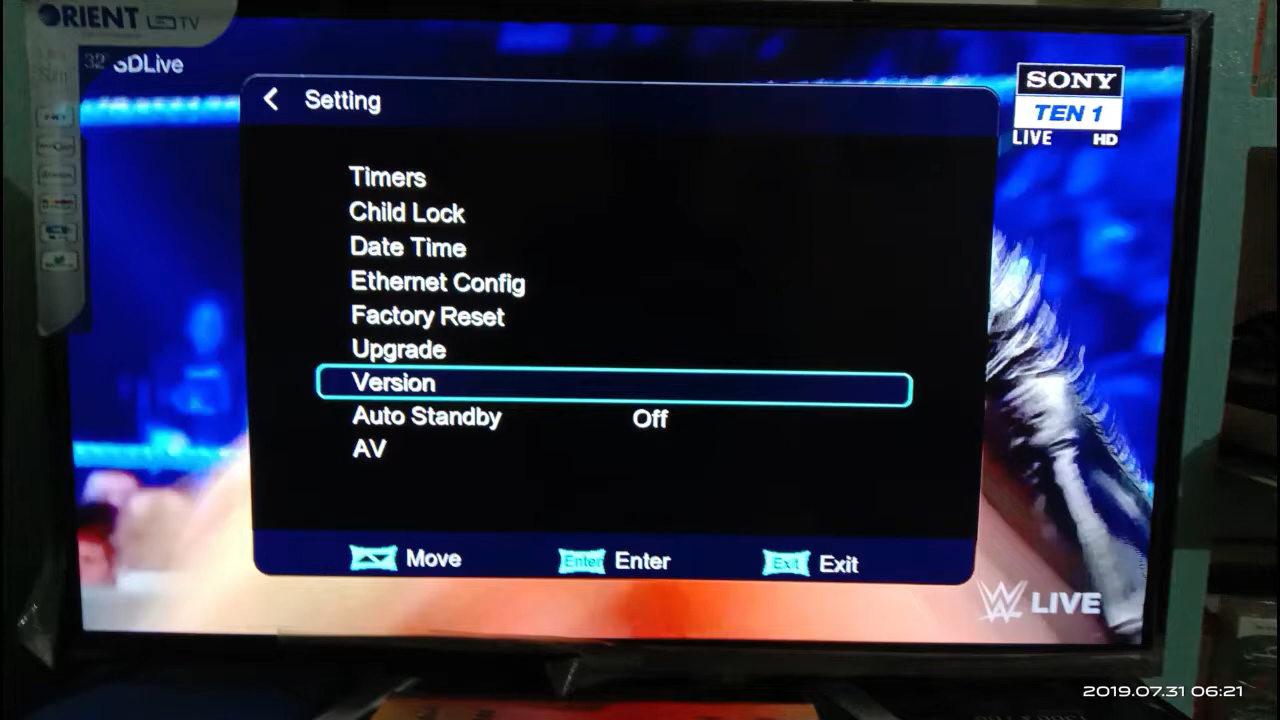 ORIENT LED TV
32
SDLive
SONY
TEN 1
LIVE HD
Setting
Timers
Child Lock
Date Time
Ethernet Config
Factory Reset
Upgrade
Version
Auto Standby Off
AV
Move Enter Enter Exit Exit
LIVE
2019.07.31 06:21